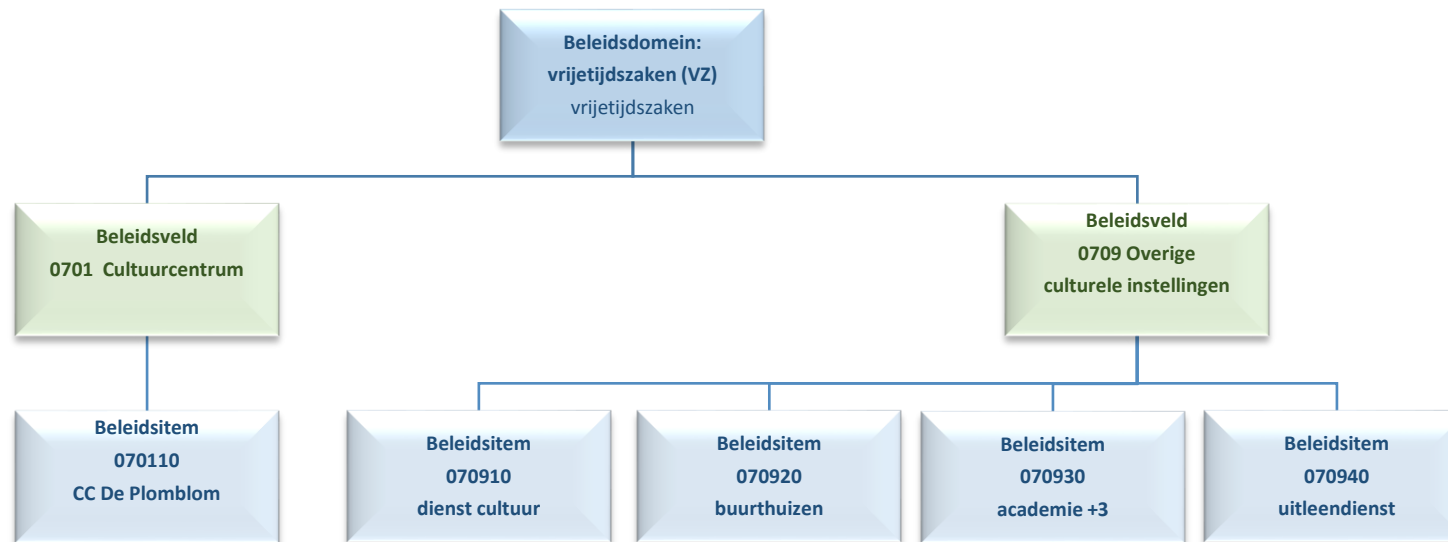 Beleidsdomein:
vrijetijdszaken (VZ)
vrijetijdszaken
Beleidsveld
0701 Cultuurcentrum
Beleidsveld
0709 Overige
culturele instellingen
Beleidsitem
070110
CC De Plomblom
Beleidsitem
070910
dienst cultuur
Beleidsitem
070920
buurthuizen
Beleidsitem
070930
academie +3
Beleidsitem
070940
uitleendienst